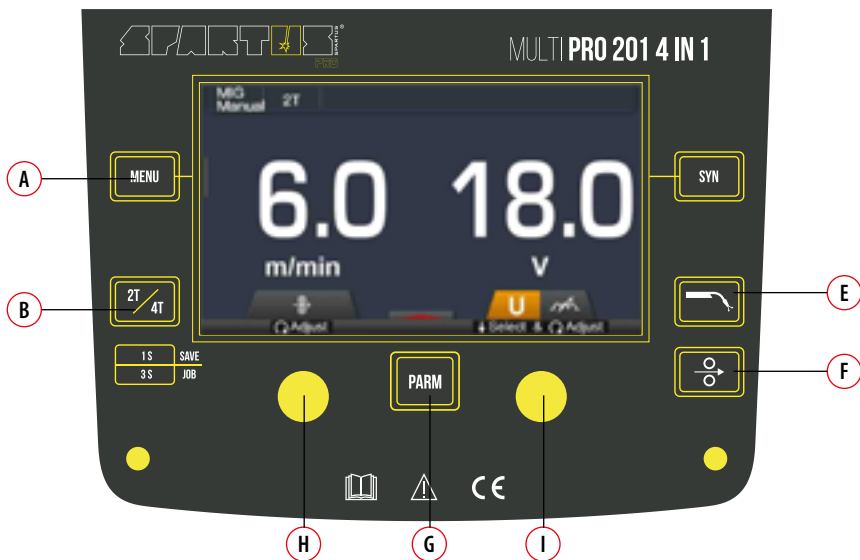 SPARTUS®
SPARTUS
PRO
MULTI PRO 201 4 IN 1
MIG
Manual
2T
A
MENU
SYN
6.0
18.0
m/min
V
B
2T/4T
U
E
Adjust
Select & Adjust
1 S SAVE
3 S JOB
PARM
F
CE
H
G
I